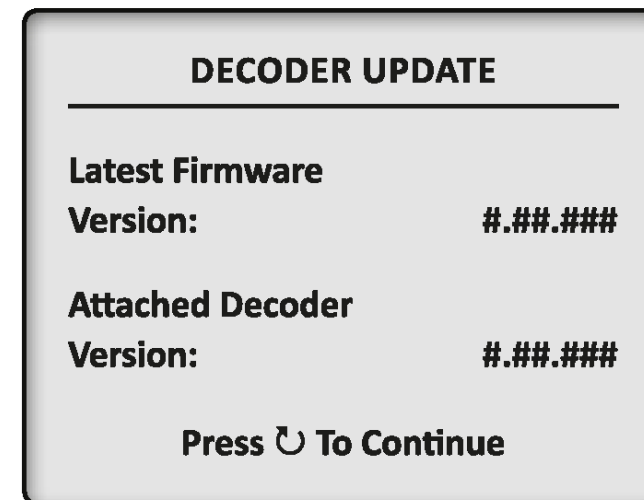 DECODER UPDATE
Latest Firmware
Version: #.##.###
Attached Decoder
Version: #.##.###
Press ↻ To Continue